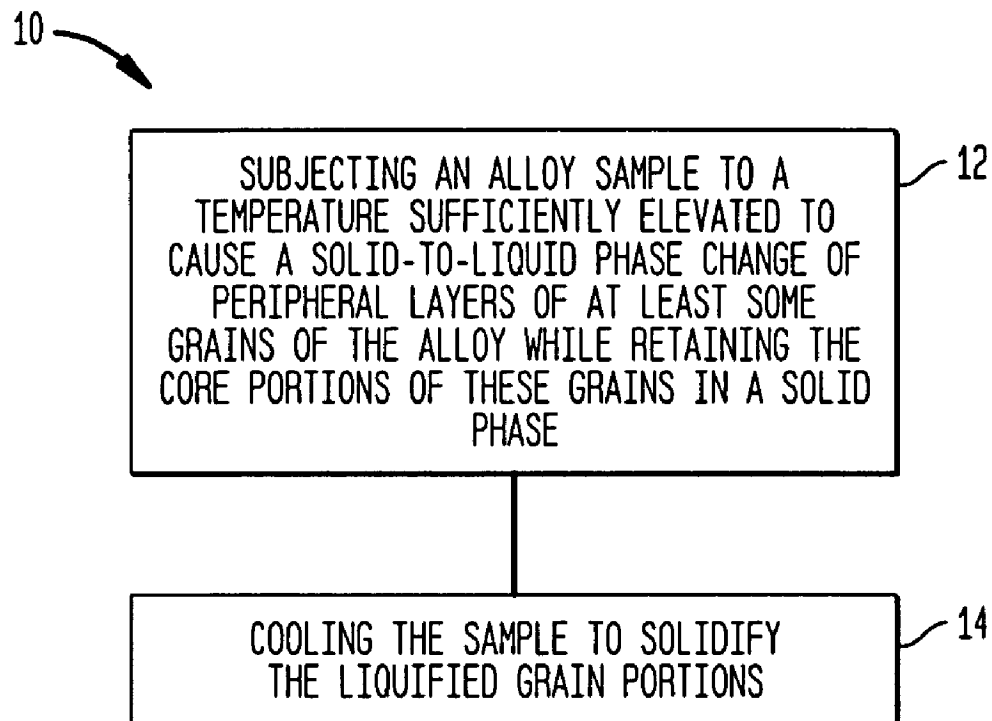 10
SUBJECTING AN ALLOY SAMPLE TO A
TEMPERATURE SUFFICIENTLY ELEVATED TO
CAUSE A SOLID-TO-LIQUID PHASE CHANGE OF
PERIPHERAL LAYERS OF AT LEAST SOME
GRAINS OF THE ALLOY WHILE RETAINING THE
CORE PORTIONS OF THESE GRAINS IN A SOLID
PHASE
12
COOLING THE SAMPLE TO SOLIDIFY
THE LIQUIFIED GRAIN PORTIONS
14